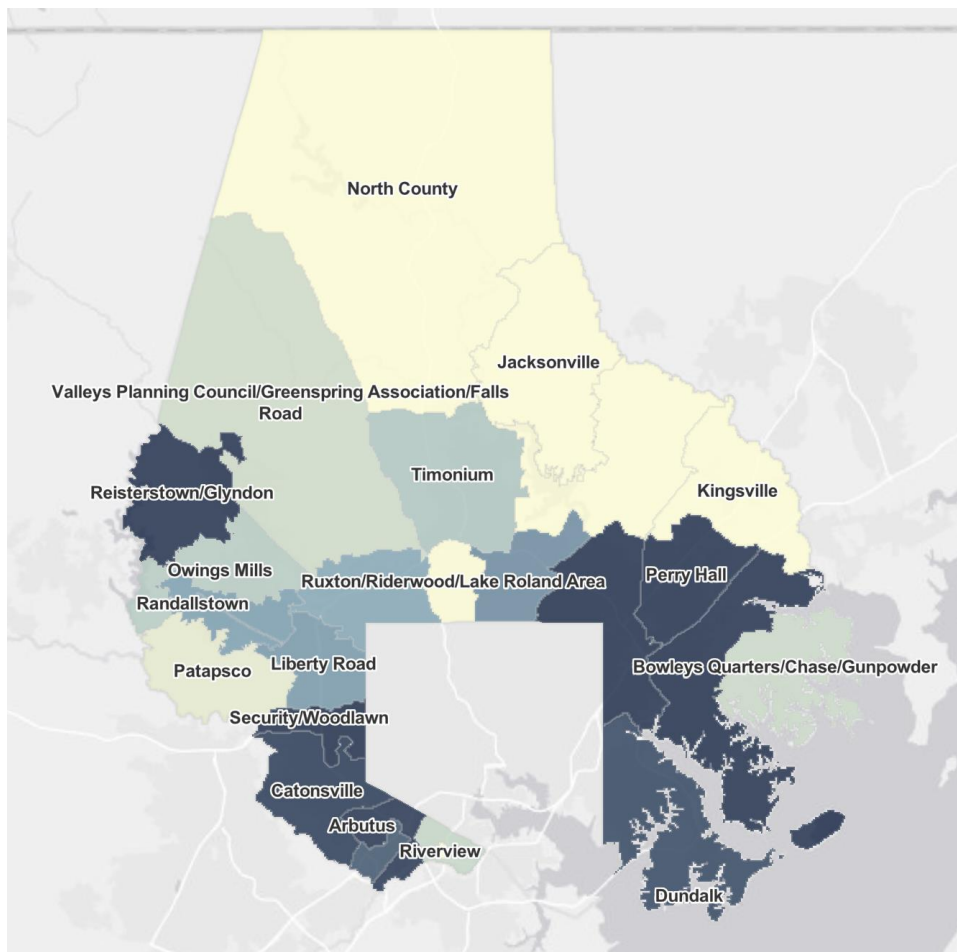 North County
Jacksonville
Valleys Planning Council/Greenspring Association/Falls
Road
Timonium
Reisterstown/Glyndon
Kingsville
Owings Mills
Ruxton/Riderwood/Lake Roland Area
Perry Hall
Randallstown
Liberty Road
Patapsco
Bowleys Quarters/Chase/Gunpowder
Security/Woodlawn
Catonsville
Arbutus
Riverview
Dundalk